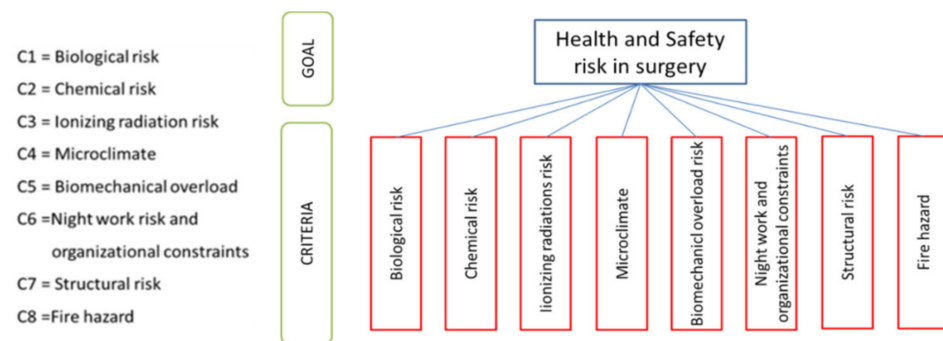 C1 = Biological risk
C2 = Chemical risk
C3 = Ionizing radiation risk
C4 = Microclimate
C5 = Biomechanical overload
C6 =Night work risk and
organizational constraints
C7 = Structural risk
C8 =Fire hazard
GOAL
CRITERIA
Health and Safety
risk in surgery
Biological risk
Chemical risk
Iionizing radiations risk
Microclimate
Biomechanicl overload risk
Night work and
organizational constraints
Structural risk
Fire hazard